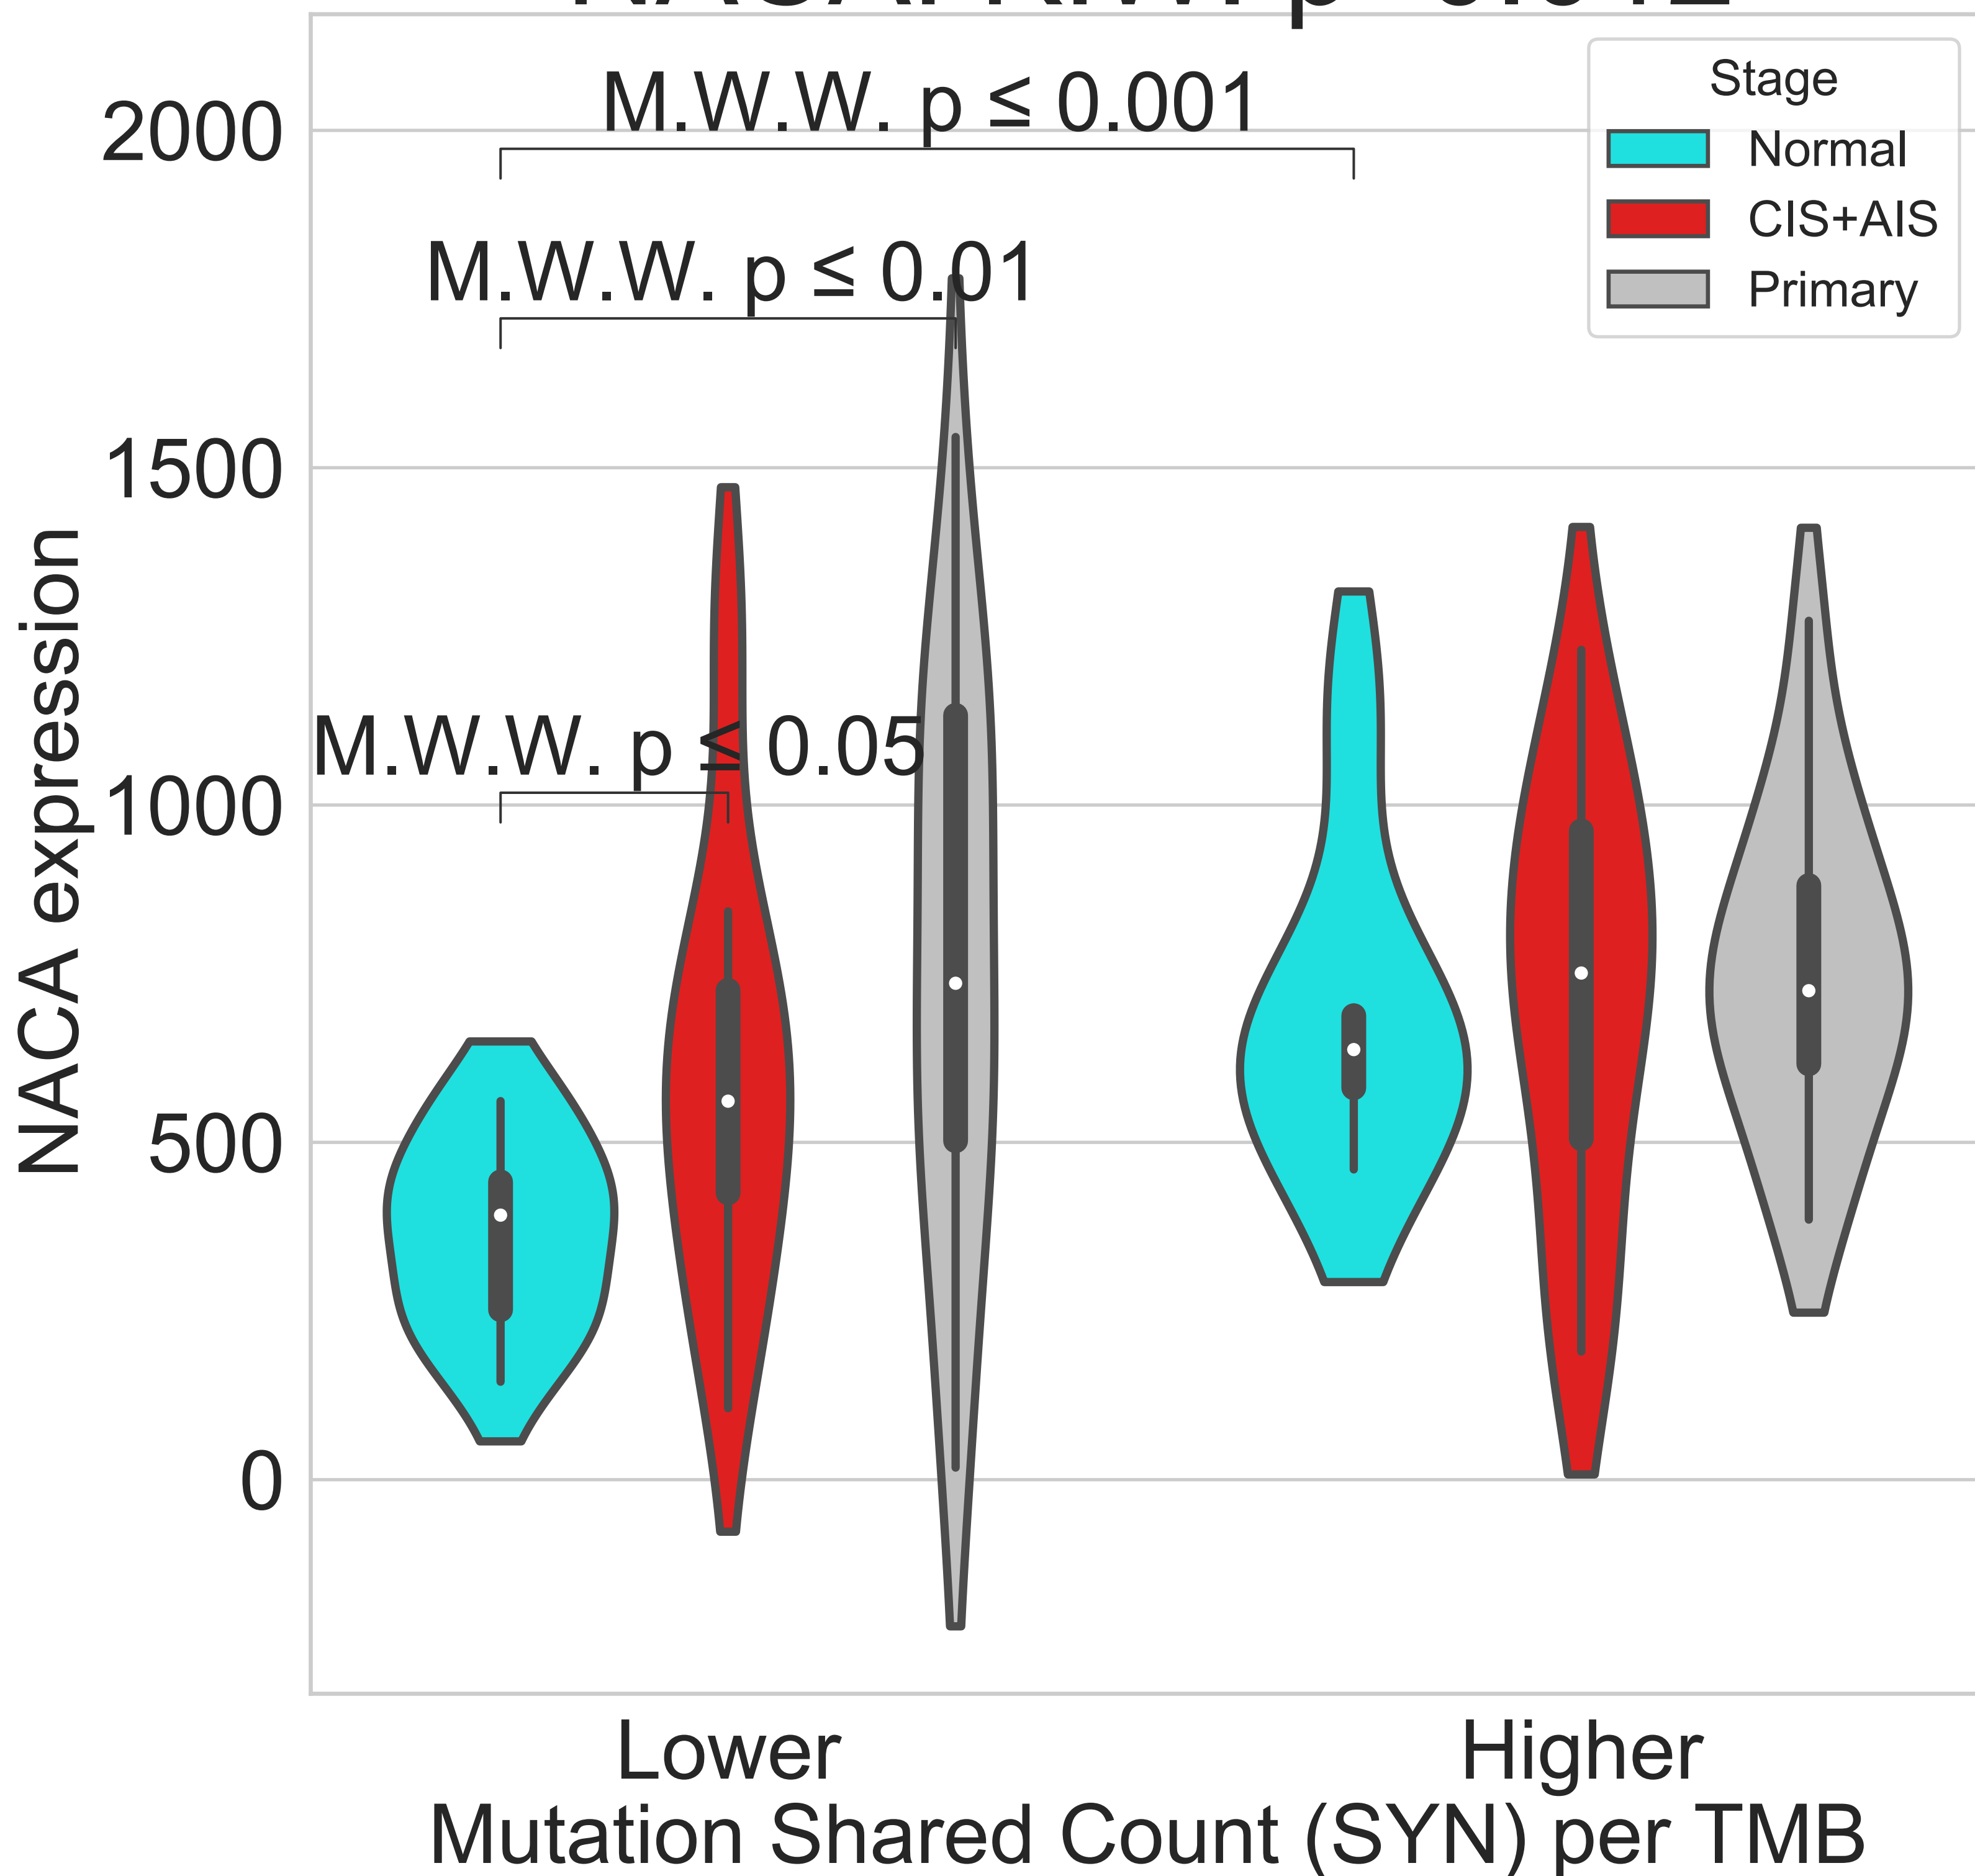 M.W.W. p ≤ 0.001
M.W.W. p ≤ 0.01
M.W.W. p ≤ 0.05
Stage
Normal
CIS+AIS
Primary
2000
1500
1000
500
0
NACA expression
Lower
Higher
Mutation Shared Count (SYN) per TMB